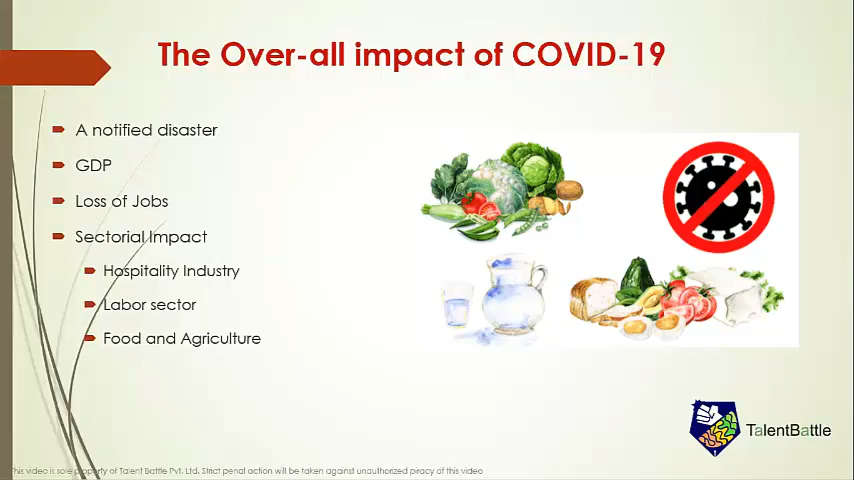 The Over-all impact of COVID-19
A notified disaster
GDP
Loss of Jobs
Sectorial Impact
Hospitality Industry
Labor sector
Food and Agriculture
TalentBattle
This video is sole property of Talent Battle Pvt. Ltd. Strict penal action will be taken against unauthorized piracy of this video